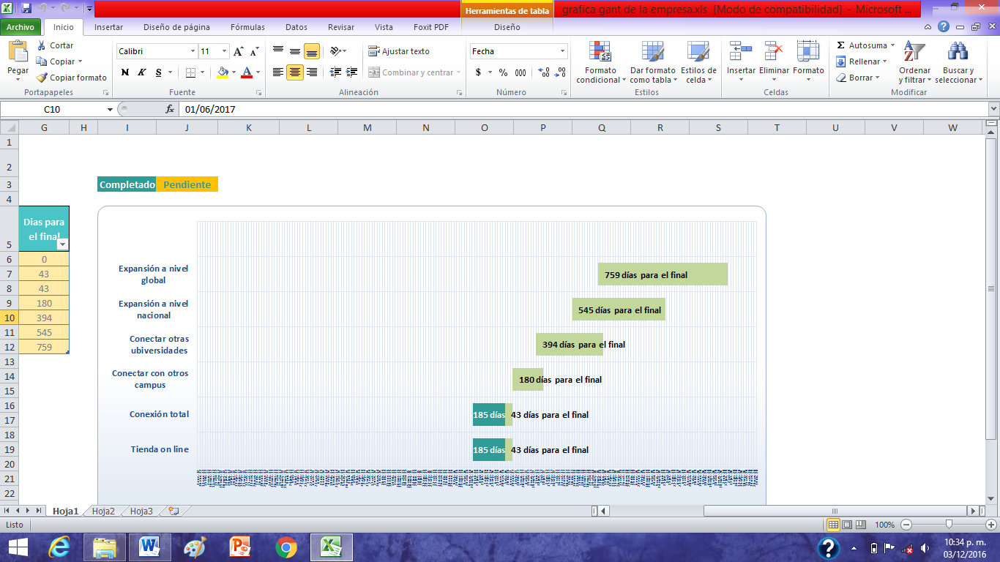 Herramientas de tabla
grafica gant de la empresa.xls [Modo de compatibilidad] - Microsoft ...
Archivo Inicio Insertar Diseño de página Fórmulas Datos Revisar Vista Foxit PDF Diseño
Pegar
Cortar
Copiar
Copiar formato
Portapapeles
Calibri 11
N K S
Fuente
Ajustar texto
Combinar y centrar
Alineación
Fecha
$ % 000
Número
Formato condicional
Dar formato como tabla
Estilos de celda
Estilos
Insertar Eliminar Formato
Celdas
Autosuma
Rellenar
Borrar
Ordenar y filtrar
Buscar y seleccionar
Modificar
C10 fx 01/06/2017
G H I J K L M N O P Q R S T U V W
1
2
3
4
5
6
7
8
9
10
11
12
13
14
15
16
17
18
19
20
21
22
Completado Pendiente
Dias para
el final
0
43
43
180
394
545
759
Expansión a nivel
global
759 días para el final
Expansión a nivel
nacional
545 días para el final
Conectar otras
ubiversidades
394 días para el final
Conectar con otros
campus
180 días para el final
Conexión total
185 días 43 días para el final
Tienda on line
185 días 43 días para el final
Hoja1 Hoja2 Hoja3
Listo
100%
10:34 p. m.
03/12/2016